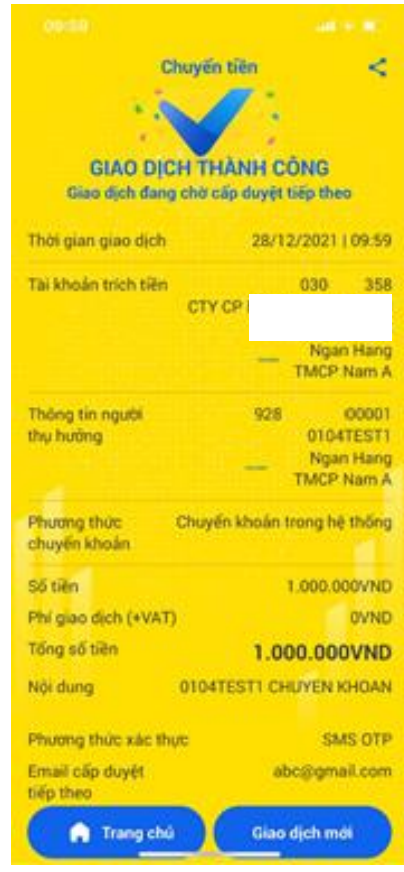 09:59
Chuyển tiền
GIAO DỊCH THÀNH CÔNG
Giao dịch đang chờ cấp duyệt tiếp theo
Thời gian giao dịch 28/12/2021 | 09:59
Tài khoản trích tiền 030 358
CTY CP
Ngan Hang
TMCP Nam A
Thông tin người 928 00001
thụ hưởng 0104TEST1
Ngan Hang
TMCP Nam A
Phương thức Chuyển khoản trong hệ thống
chuyển khoản
Số tiền 1.000.000VND
Phí giao dịch (+VAT) 0VND
Tổng số tiền 1.000.000VND
Nội dung 0104TEST1 CHUYEN KHOAN
Phương thức xác thực SMS OTP
Email cấp duyệt abc@gmail.com
tiếp theo
Trang chủ Giao dịch mới